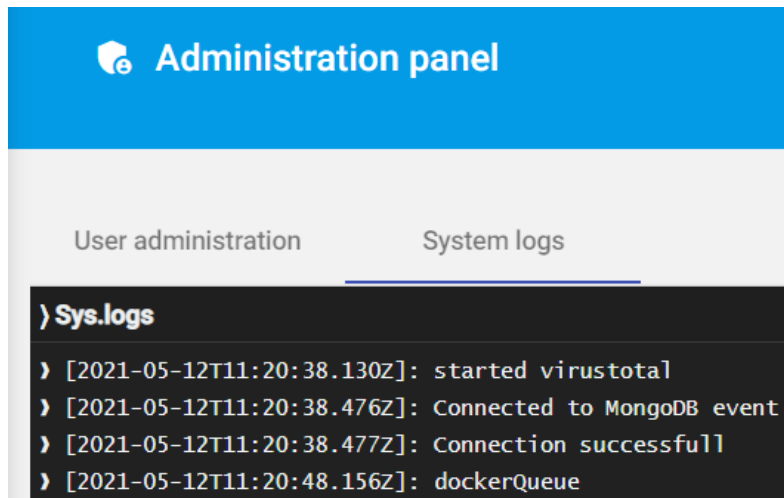 Administration panel
User administration System logs
❭ Sys.logs
❱ [2021-05-12T11:20:38.130Z]: started virustotal
❱ [2021-05-12T11:20:38.476Z]: Connected to MongoDB event
❱ [2021-05-12T11:20:38.477Z]: Connection successfull
❱ [2021-05-12T11:20:48.156Z]: dockerQueue